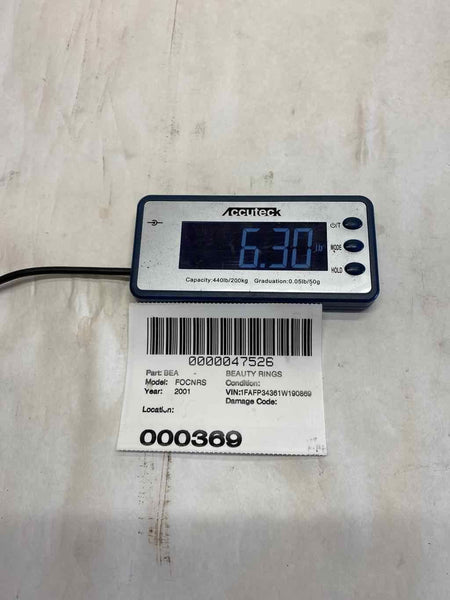 Accuteck
6.30 lb
⏻/T
MODE
HOLD
Capacity:440lb/200kg Graduation:0.05lb/50g
0000047526
Part: BEA BEAUTY RINGS
Model: FOCNRS Condition:
Year: 2001 VIN:1FAFP34361W190869
Damage Code:
Location:
000369